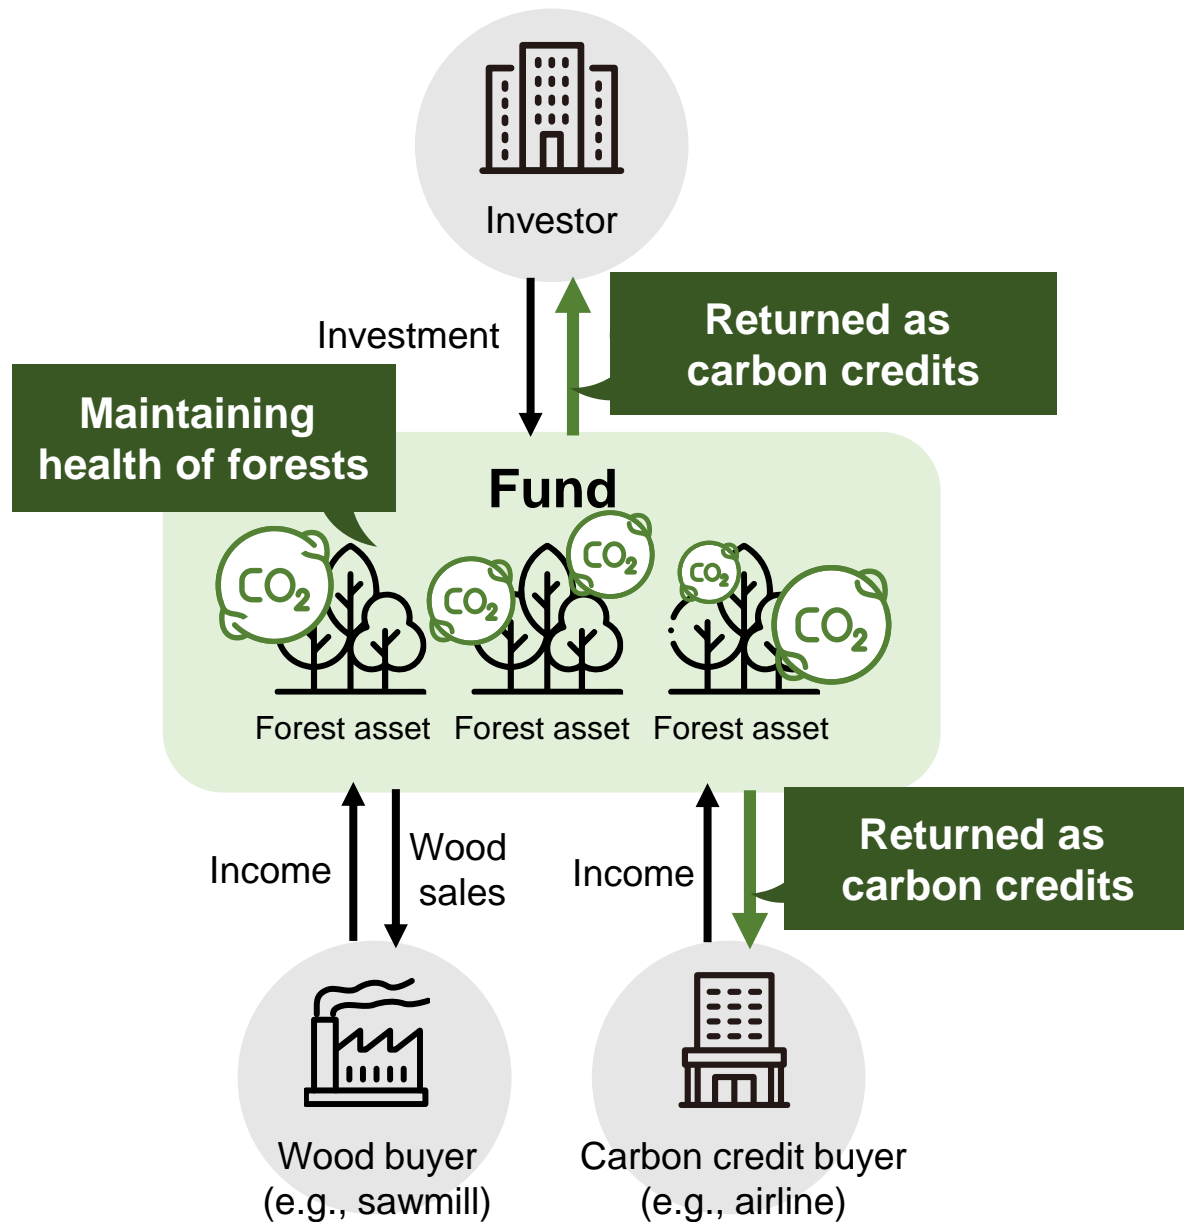 Investor
Investment
Returned as
carbon credits
Maintaining
health of forests
Fund
CO2
CO2
CO2
CO2
CO2
Forest asset
Forest asset
Forest asset
Income
Wood
sales
Income
Returned as
carbon credits
Wood buyer
(e.g., sawmill)
Carbon credit buyer
(e.g., airline)